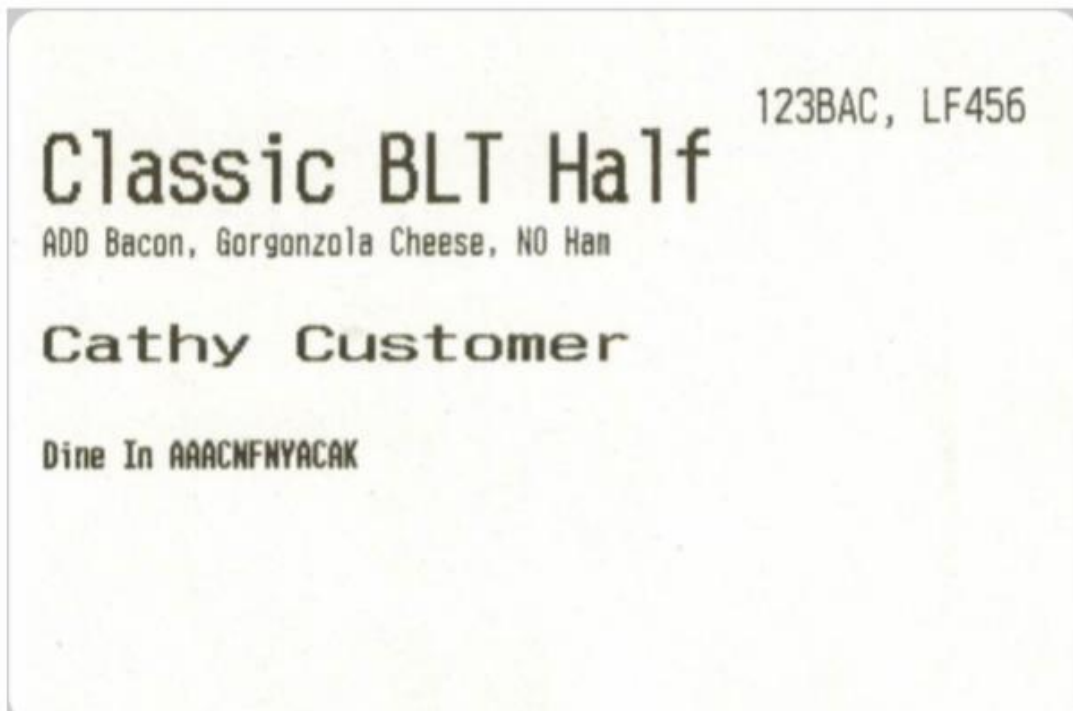 123BAC, LF456
Classic BLT Half
ADD Bacon, Gorgonzola Cheese, NO Ham
Cathy Customer
Dine In AAACNFNYACAK